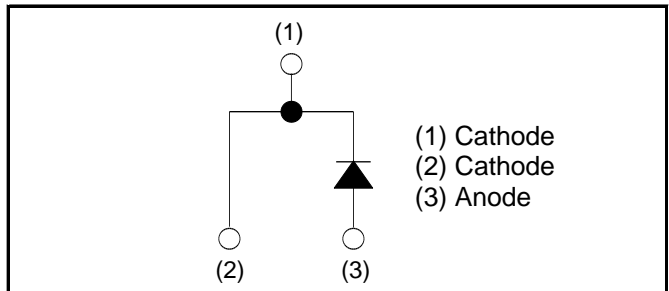 (1)
(1) Cathode
(2) Cathode
(3) Anode
(2) (3)